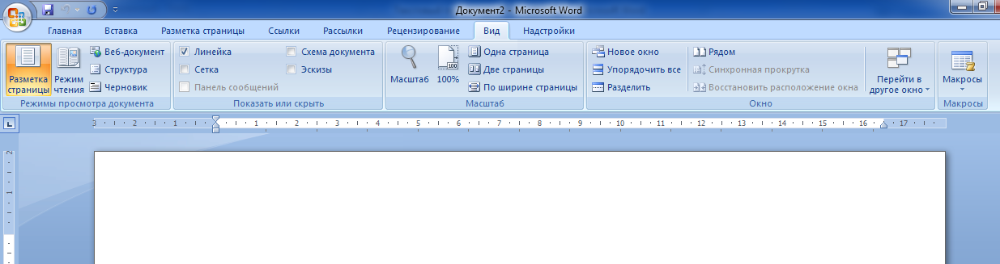 Документ2 - Microsoft Word
Главная Вставка Разметка страницы Ссылки Рассылки Рецензирование Вид Надстройки
Разметка страницы
Режим чтения
Веб-документ
Структура
Черновик
Режимы просмотра документа
Линейка
Сетка
Панель сообщений
Схема документа
Эскизы
Показать или скрыть
Масштаб
100
100%
Одна страница
Две страницы
По ширине страницы
Масштаб
Новое окно
Упорядочить все
Разделить
Рядом
Синхронная прокрутка
Восстановить расположение окна
Перейти в другое окно
Окно
Макросы
Макросы
3 2 1 1 2 3 4 5 6 7 8 9 10 11 12 13 14 15 16 17
2
1